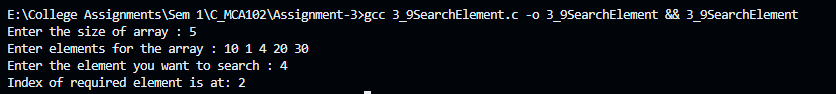 E:\College Assignments\Sem 1\C_MCA102\Assignment-3>gcc 3_9SearchElement.c -o 3_9SearchElement && 3_9SearchElement
Enter the size of array : 5
Enter elements for the array : 10 1 4 20 30
Enter the element you want to search : 4
Index of required element is at: 2